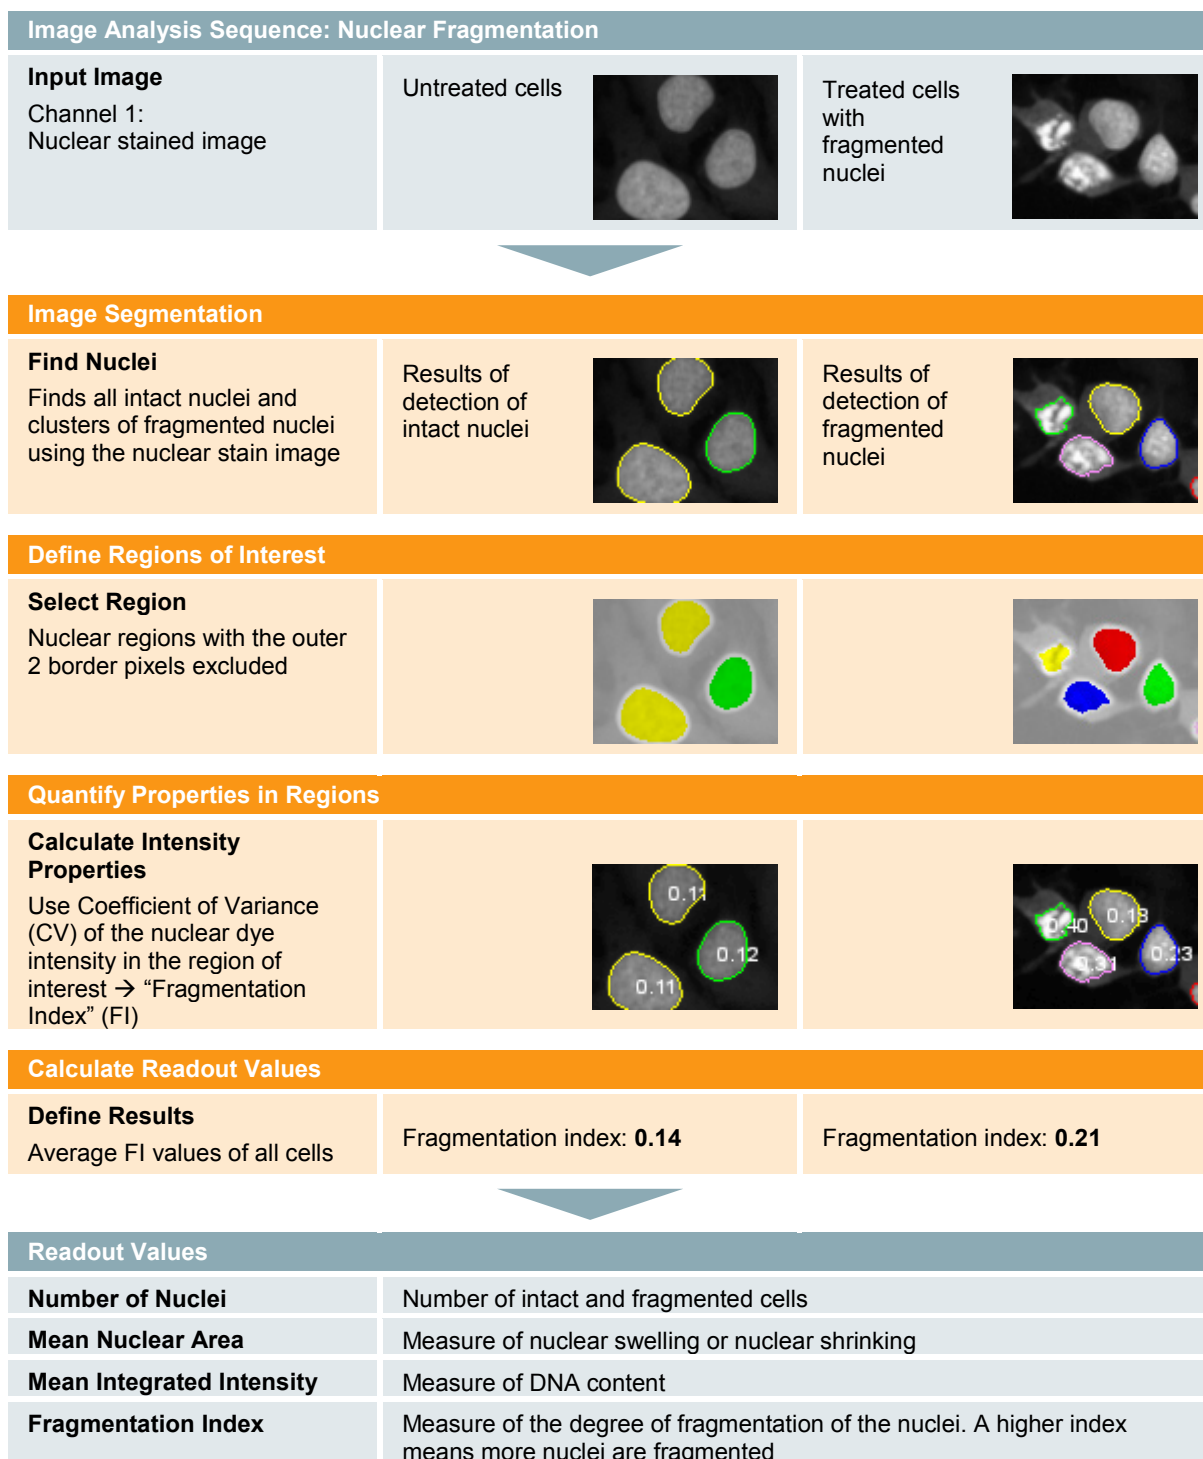 Image Analysis Sequence: Nuclear Fragmentation
Input Image
Channel 1:
Nuclear stained image
Untreated cells
Treated cells
with
fragmented
nuclei
Image Segmentation
Find Nuclei
Finds all intact nuclei and
clusters of fragmented nuclei
using the nuclear stain image
Results of
detection of
intact nuclei
Results of
detection of
fragmented
nuclei
Define Regions of Interest
Select Region
Nuclear regions with the outer
2 border pixels excluded
Quantify Properties in Regions
Calculate Intensity
Properties
Use Coefficient of Variance
(CV) of the nuclear dye
intensity in the region of
interest → “Fragmentation
Index” (FI)
0.11
0.12
0.11
0.40
0.18
0.31
0.23
Calculate Readout Values
Define Results
Average FI values of all cells
Fragmentation index: 0.14
Fragmentation index: 0.21
Readout Values
Number of Nuclei
Number of intact and fragmented cells
Mean Nuclear Area
Measure of nuclear swelling or nuclear shrinking
Mean Integrated Intensity
Measure of DNA content
Fragmentation Index
Measure of the degree of fragmentation of the nuclei. A higher index
means more nuclei are fragmented